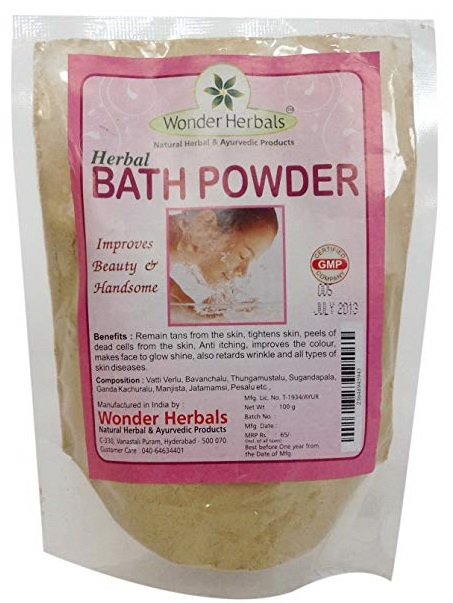 Wonder Herbals
TM
Natural Herbal & Ayurvedic Products
Herbal
BATH POWDER
Improves
Beauty &
Handsome
CERTIFIED
GMP
COMPANY
005
JULY 2013
Benefits : Remain tans from the skin, tightens skin, peels of
dead cells from the skin, Anti itching, improves the colour,
makes face to glow shine, also retards wrinkle and all types of
skin diseases.
Composition : Vatti Verlu, Bavanchalu, Thungamustalu, Sugandapala,
Ganda Kachuralu, Manjista, Jatamamsi, Pesalu etc.,
Manufactured in India by :
Wonder Herbals
Natural Herbal & Ayurvedic Products
C-330, Vanastali Puram, Hyderabad - 500 070.
Customer Care : 040-64634401
Mfg. Lic. No. T-1934/AYUR
Net Wt : 100 g
Batch No. :
Mfg. Date :
MRP Rs. : 65/-
(Incl. of all taxes)
Best before One year from
the Date of Mfg.